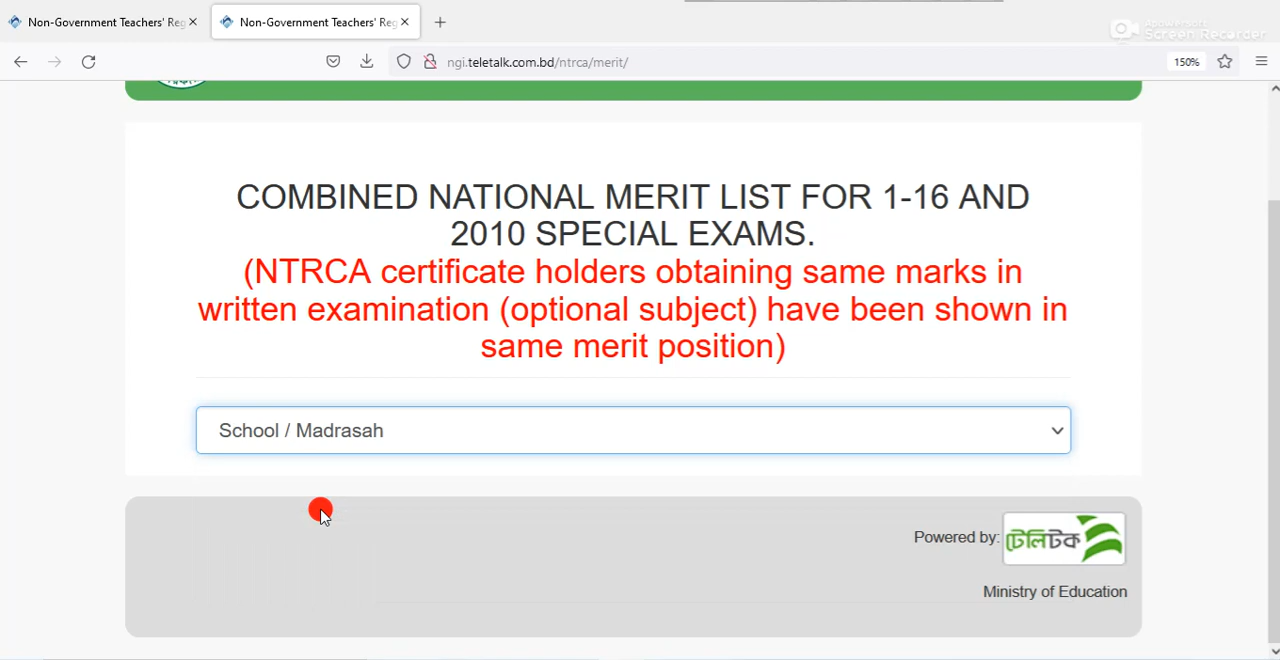 Non-Government Teachers' Reg
Non-Government Teachers' Reg
Apowersoft
Screen Recorder
ngi.teletalk.com.bd/ntrca/merit/
150%
COMBINED NATIONAL MERIT LIST FOR 1-16 AND
2010 SPECIAL EXAMS.
(NTRCA certificate holders obtaining same marks in
written examination (optional subject) have been shown in
same merit position)
School / Madrasah
Powered by: টেলিটক
Ministry of Education